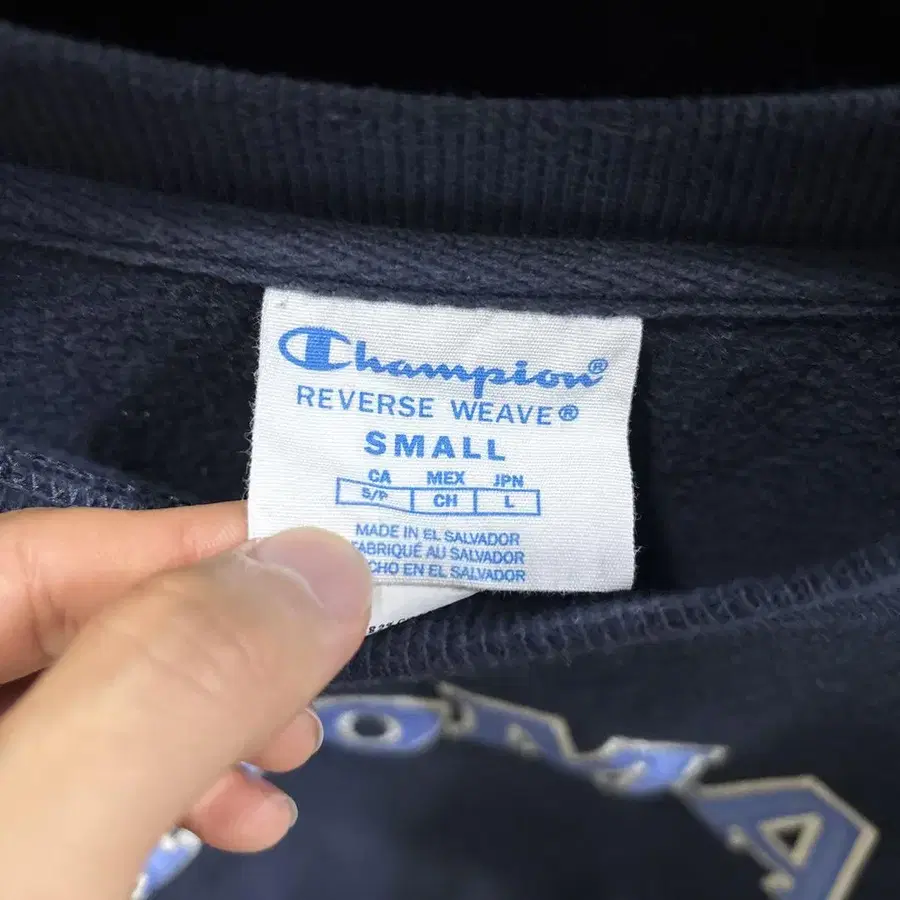 Champion®
REVERSE WEAVE®
SMALL
CA MEX JPN
S/P CH L
MADE IN EL SALVADOR
FABRIQUÉ AU SALVADOR
HECHO EN EL SALVADOR